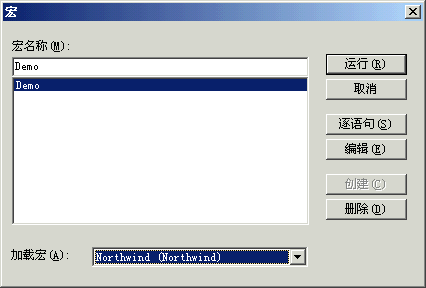 宏
宏名称(M):
Demo
Demo
运行(R)
取消
逐语句(S)
编辑(E)
创建(C)
删除(D)
加载宏(A):
Northwind (Northwind)